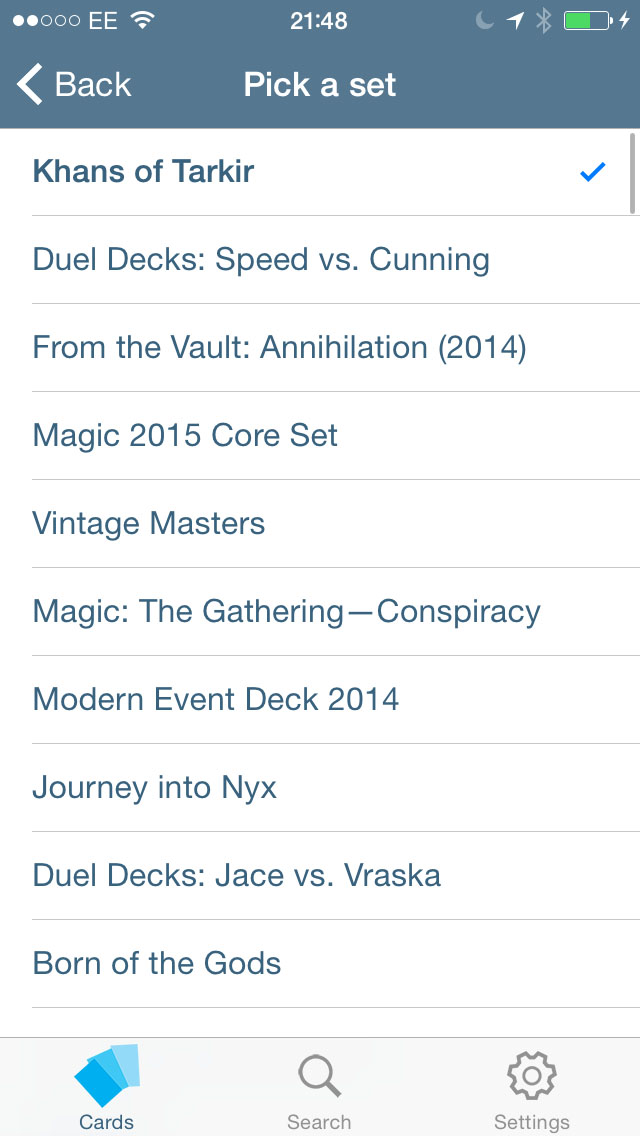 EE 21:48
Back Pick a set
Khans of Tarkir
Duel Decks: Speed vs. Cunning
From the Vault: Annihilation (2014)
Magic 2015 Core Set
Vintage Masters
Magic: The Gathering—Conspiracy
Modern Event Deck 2014
Journey into Nyx
Duel Decks: Jace vs. Vraska
Born of the Gods
Cards Search Settings